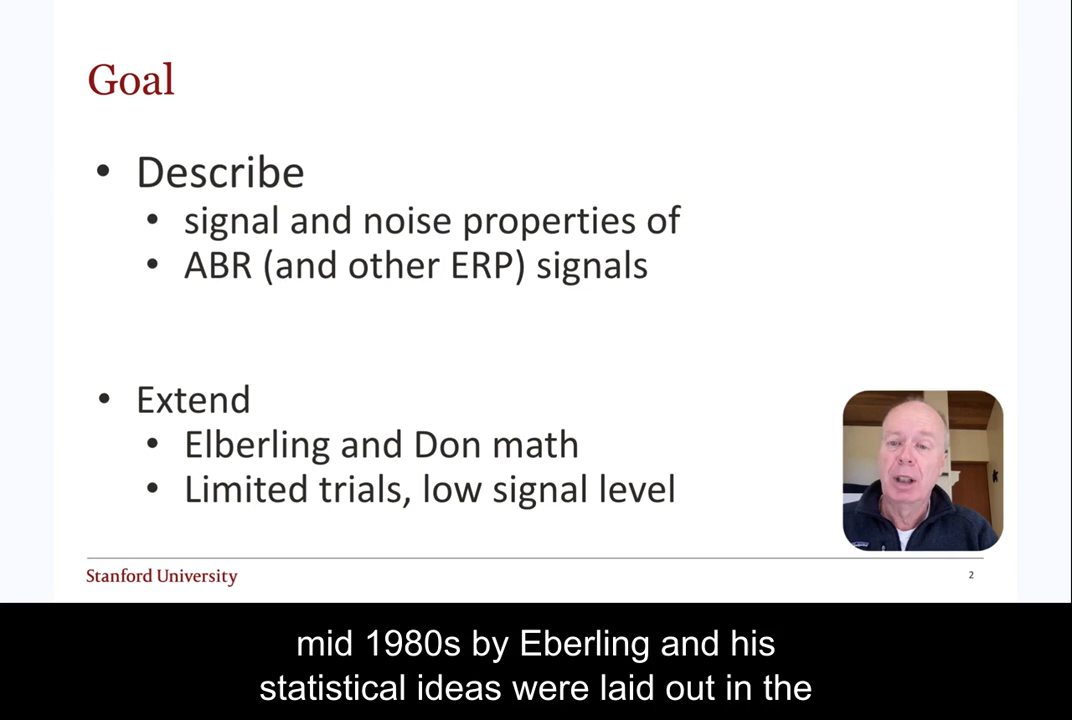 Goal
• Describe
• signal and noise properties of
• ABR (and other ERP) signals
• Extend
• Elberling and Don math
• Limited trials, low signal level
Stanford University
2
mid 1980s by Eberling and his
statistical ideas were laid out in the